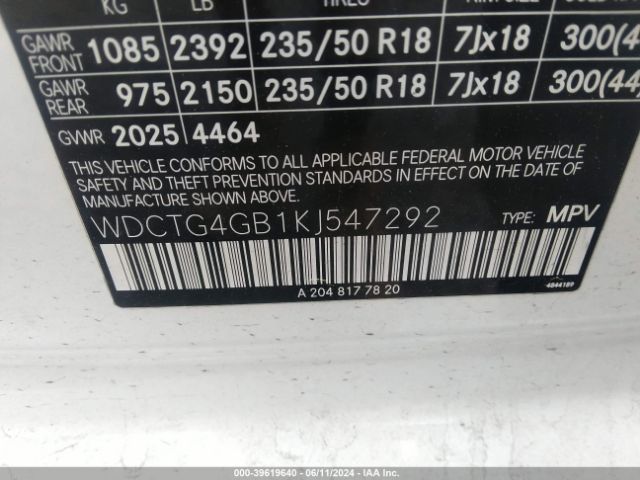 KG LB TIRES
GAWR FRONT 1085 2392 235/50 R18 7Jx18 300(4
GAWR REAR 975 2150 235/50 R18 7Jx18 300(44)
GVWR 2025 4464
THIS VEHICLE CONFORMS TO ALL APPLICABLE FEDERAL MOTOR VEHICLE
SAFETY AND THEFT PREVENTION STANDARDS IN EFFECT ON THE DATE OF
MANUFACTURE SHOWN ABOVE.
WDCTG4GB1KJ547292 TYPE: MPV
A 204 817 78 20 4844189
000-39619640 - 06/11/2024 - IAA Inc.